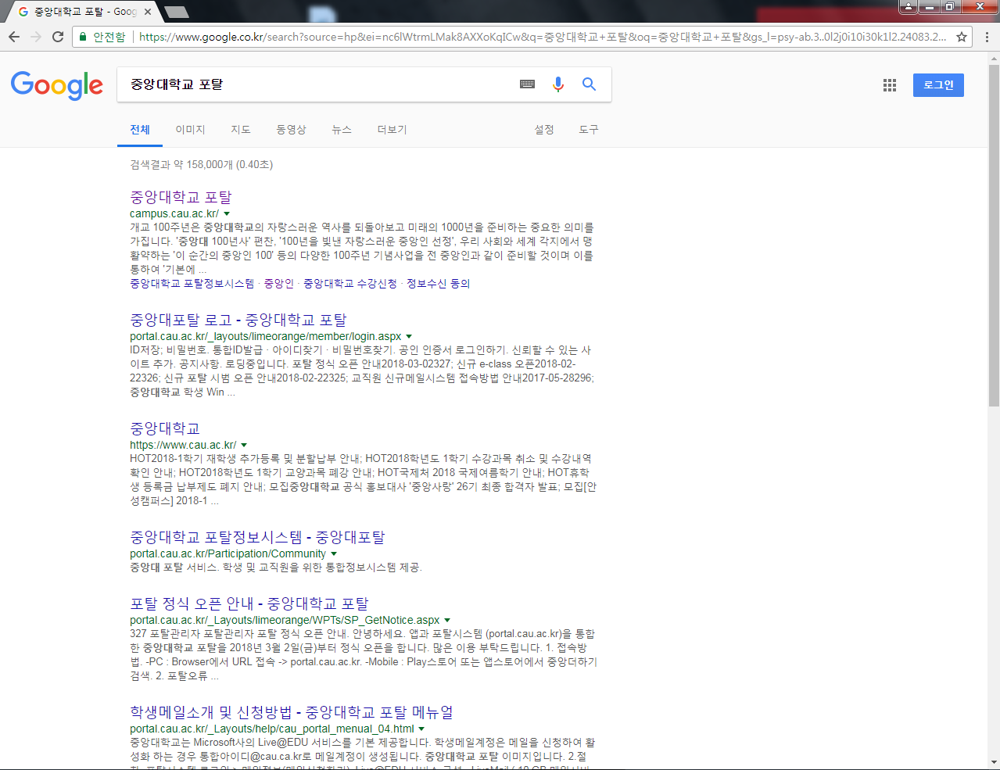 중앙대학교 포탈 - Goog
안전함
https://www.google.co.kr/search?source=hp&ei=nc6lWtrmLMak8AXXoKqICw&q=중앙대학교+포탈&oq=중앙대학교+포탈&gs_l=psy-ab.3..0l2j0i10i30k1l2.24083.2...
Google
중앙대학교 포탈
로그인
전체 이미지 지도 동영상 뉴스 더보기 설정 도구
검색결과 약 158,000개 (0.40초)
중앙대학교 포탈
campus.cau.ac.kr/
개교 100주년은 중앙대학교의 자랑스러운 역사를 되돌아보고 미래의 1000년을 준비하는 중요한 의미를
가집니다. '중앙대 100년사' 편찬, '100년을 빛낸 자랑스러운 중앙인 선정', 우리 사회와 세계 각지에서 맹
활약하는 '이 순간의 중앙인 100' 등의 다양한 100주년 기념사업을 전 중앙인과 같이 준비할 것이며 이를
통하여 '기본에 ...
중앙대학교 포탈정보시스템 · 중앙인 · 중앙대학교 수강신청 · 정보수신 동의
중앙대포탈 로고 - 중앙대학교 포탈
portal.cau.ac.kr/_layouts/limeorange/member/login.aspx
ID저장; 비밀번호. 통합ID발급 · 아이디찾기 · 비밀번호찾기. 공인 인증서 로그인하기. 신뢰할 수 있는 사
이트 추가. 공지사항. 로딩중입니다. 포탈 정식 오픈 안내2018-03-02327; 신규 e-class 오픈2018-02-
22326; 신규 포탈 시범 오픈 안내2018-02-22325; 교직원 신규메일시스템 접속방법 안내2017-05-28296;
중앙대학교 학생 Win ...
중앙대학교
https://www.cau.ac.kr/
HOT2018-1학기 재학생 추가등록 및 분할납부 안내; HOT2018학년도 1학기 수강과목 취소 및 수강내역
확인 안내; HOT2018학년도 1학기 교양과목 폐강 안내; HOT국제처 2018 국제여름학기 안내; HOT휴학
생 등록금 납부제도 폐지 안내; 모집중앙대학교 공식 홍보대사 '중앙사랑' 26기 최종 합격자 발표; 모집[안
성캠퍼스] 2018-1 ...
중앙대학교 포탈정보시스템 - 중앙대포탈
portal.cau.ac.kr/Participation/Community
중앙대 포탈 서비스. 학생 및 교직원을 위한 통합정보시스템 제공.
포탈 정식 오픈 안내 - 중앙대학교 포탈
portal.cau.ac.kr/_Layouts/limeorange/WPTs/SP_GetNotice.aspx
327 포탈관리자 포탈관리자 포탈 정식 오픈 안내. 안녕하세요. 앱과 포탈시스템 (portal.cau.ac.kr)을 통합
한 중앙대학교 포탈을 2018년 3월 2일(금)부터 정식 오픈을 합니다. 많은 이용 부탁드립니다. 1. 접속방
법. -PC : Browser에서 URL 접속 -> portal.cau.ac.kr. -Mobile : Play스토어 또는 앱스토어에서 중앙더하기
검색. 2. 포탈오류 ...
학생메일소개 및 신청방법 - 중앙대학교 포탈 메뉴얼
portal.cau.ac.kr/_Layouts/help/cau_portal_menual_04.html
중앙대학교는 Microsoft사의 Live@EDU 서비스를 기본 제공합니다. 학생메일계정은 메일을 신청하여 활
성화 하는 경우 통합아이디@cau.ca.kr로 메일계정이 생성됩니다. 중앙대학교 포탈 이미지입니다. 2.절